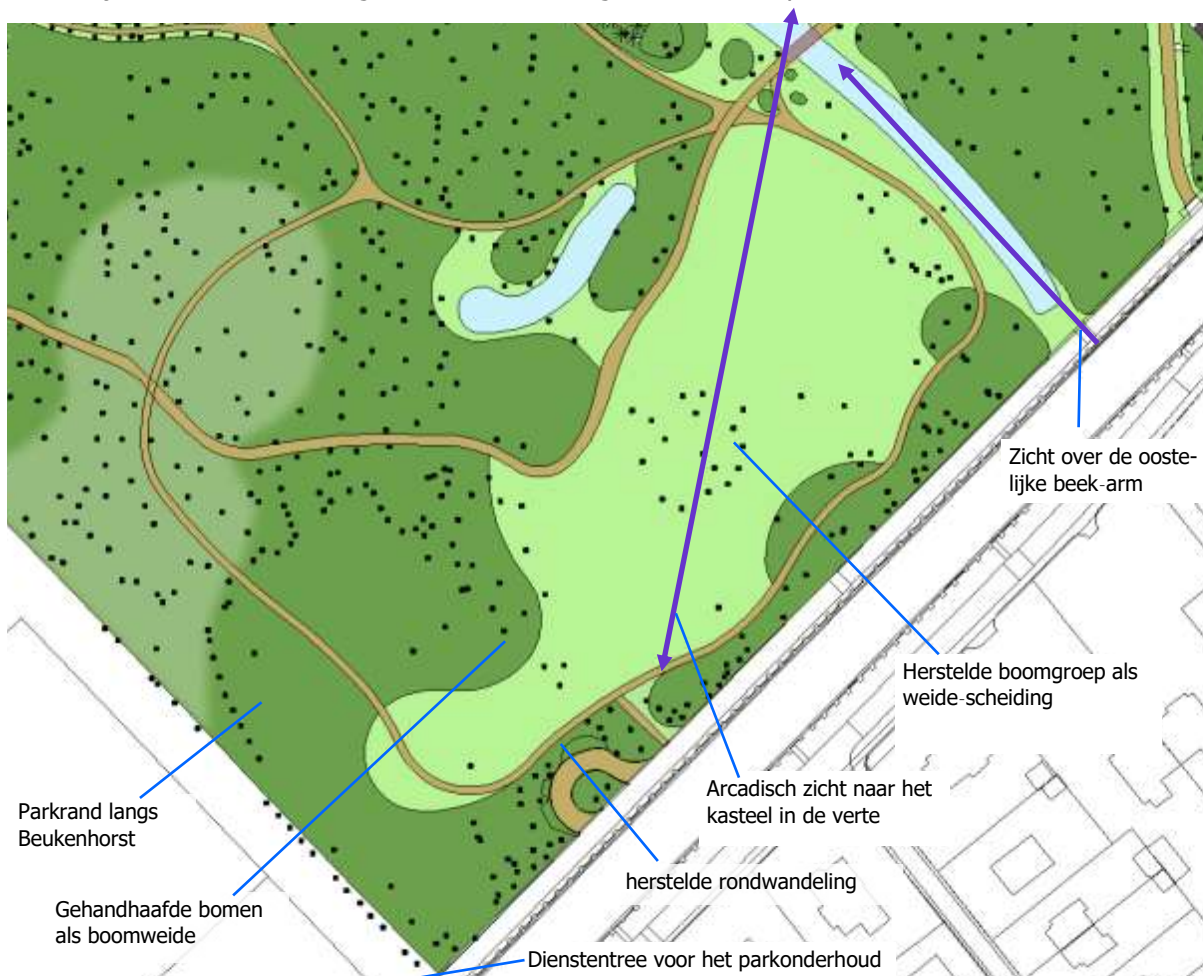 Zicht over de ooste-
lijke beek-arm
Herstelde boomgroep als
weide-scheiding
Arcadisch zicht naar het
kasteel in de verte
Parkrand langs
Beukenhorst
herstelde rondwandeling
Gehandhaafde bomen
als boomweide
Dienstentree voor het parkonderhoud